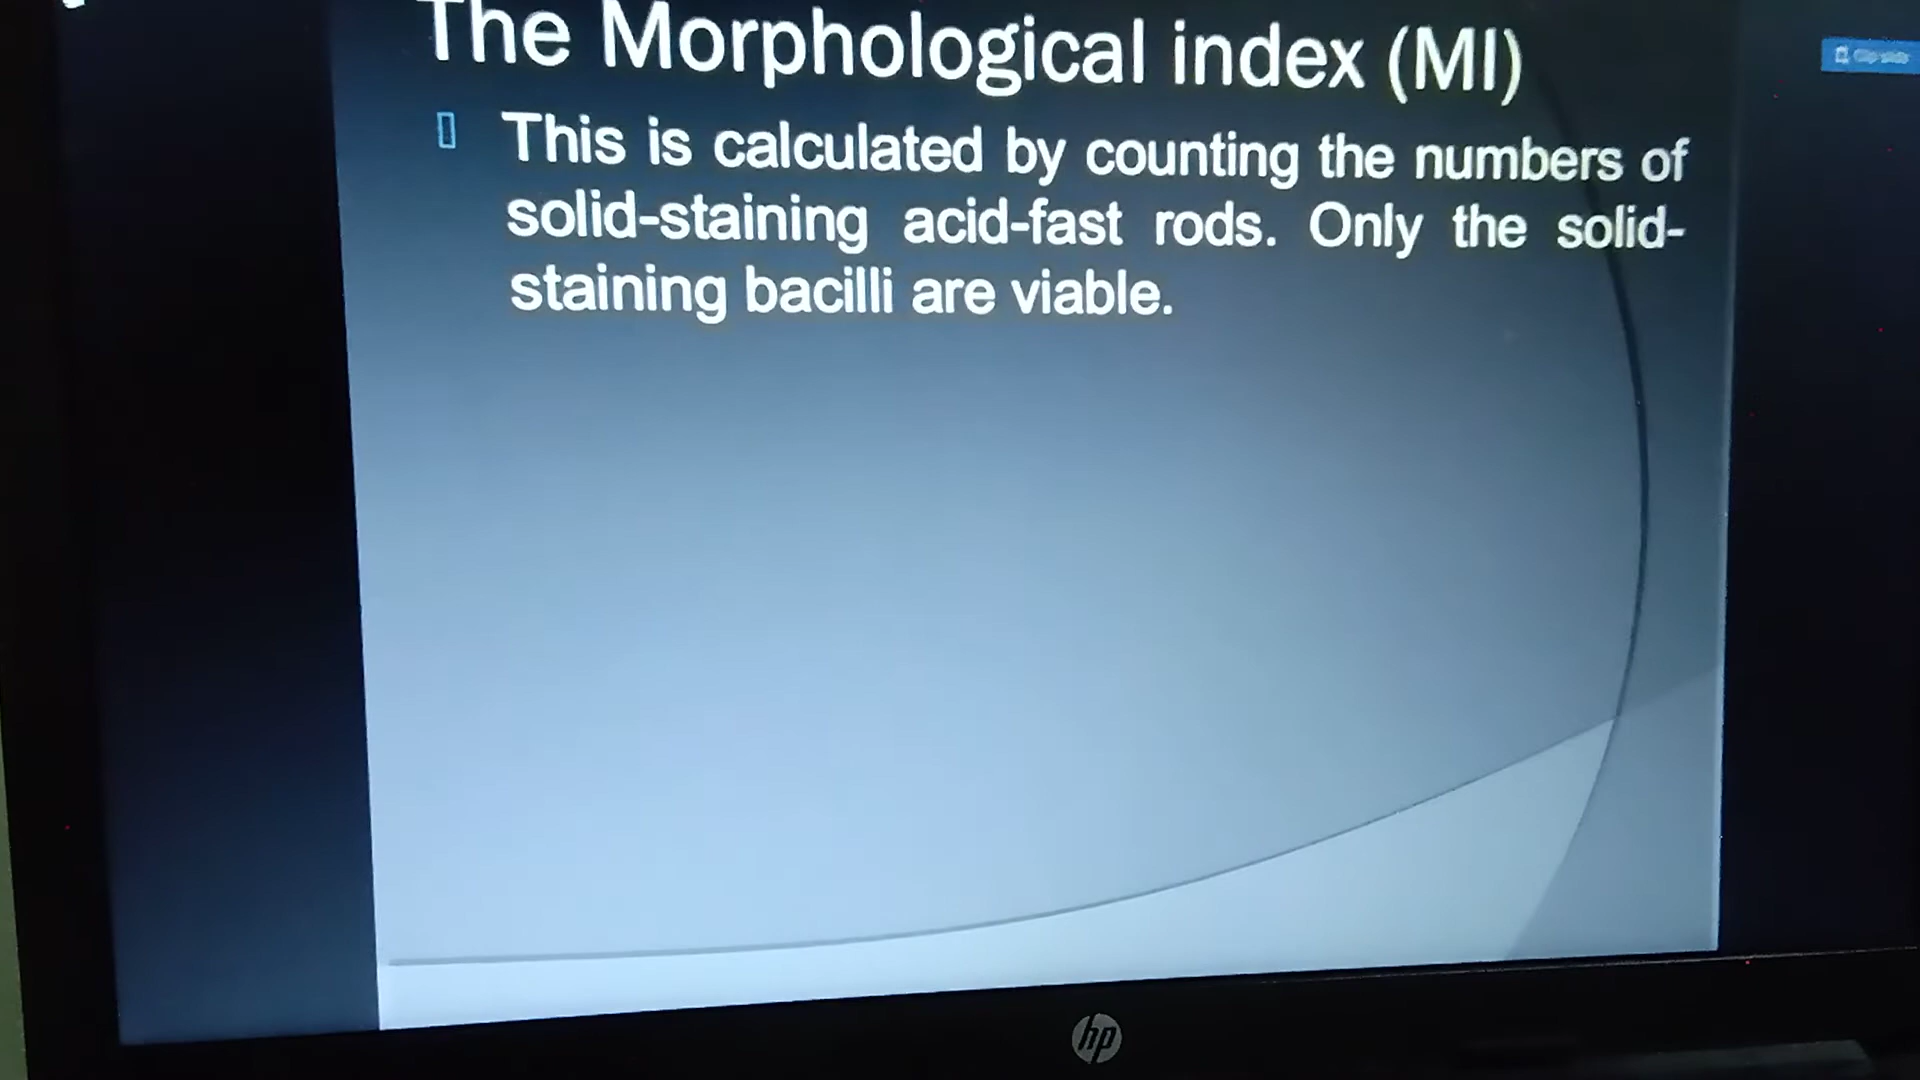 The Morphological index (MI)
This is calculated by counting the numbers of
solid-staining acid-fast rods. Only the solid-
staining bacilli are viable.
hp